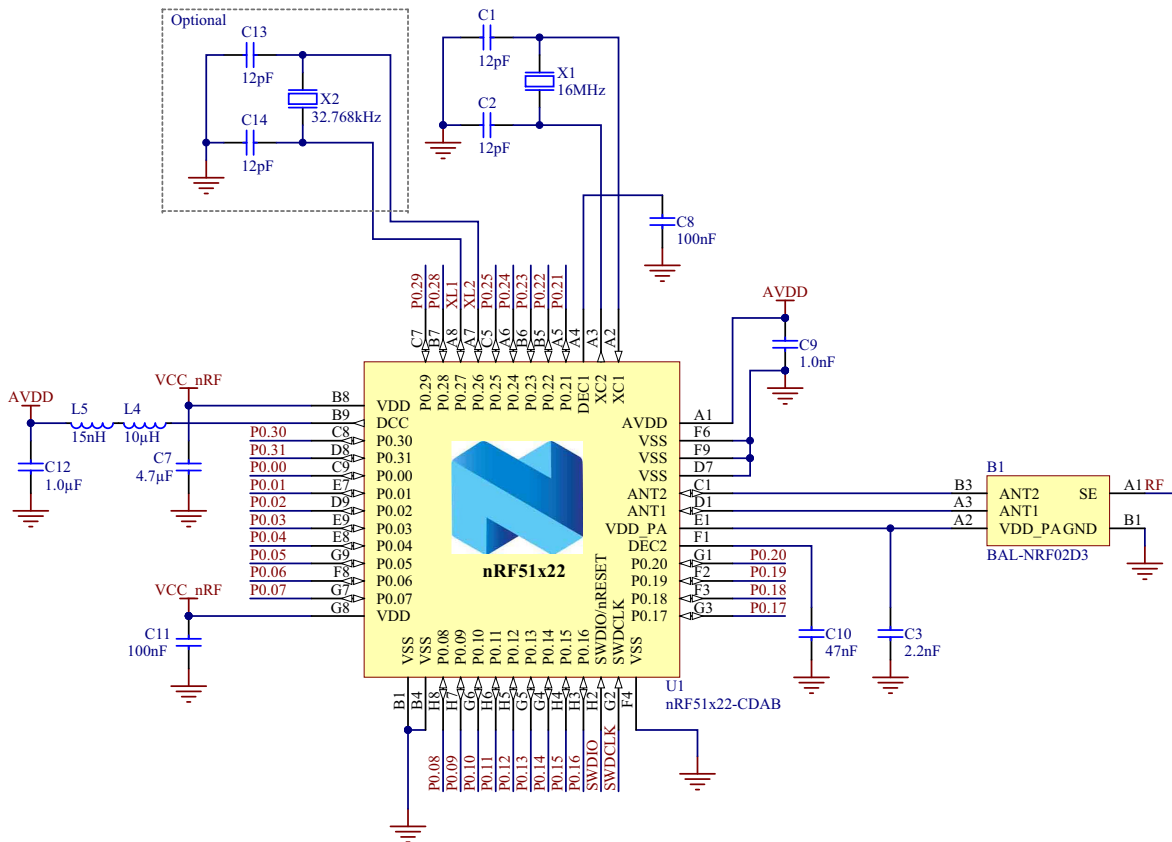 Optional
C13
12pF
X2
32.768kHz
C14
12pF
C1
12pF
X1
16MHz
C2
12pF
C8
100nF
P0.29
P0.28
XL1
XL2
P0.25
P0.24
P0.23
P0.22
P0.21
C7
B7
A8
A7
C5
A6
B6
B5
A5
A4
A3
A2
P0.29
P0.28
P0.27
P0.26
P0.25
P0.24
P0.23
P0.22
P0.21
DEC1
XC2
XC1
AVDD
C9
1.0nF
AVDD
L5
15nH
L4
10µH
VCC_nRF
C12
1.0µF
C7
4.7µF
B8 VDD
B9 DCC
P0.30 C8 P0.30
P0.31 D8 P0.31
P0.00 C9 P0.00
P0.01 E7 P0.01
P0.02 D9 P0.02
P0.03 E9 P0.03
P0.04 E8 P0.04
P0.05 G9 P0.05
P0.06 F8 P0.06
P0.07 G7 P0.07
G8 VDD
VCC_nRF
C11
100nF
nRF51x22
AVDD A1
VSS F6
VSS F9
VSS D7
ANT2 C1
ANT1 D1
VDD_PA E1
DEC2 F1
P0.20 G1 P0.20
P0.19 F2 P0.19
P0.18 F3 P0.18
P0.17 G3 P0.17
B1
B3 ANT2 SE A1 RF
A3 ANT1
A2 VDD_PA GND B1
BAL-NRF02D3
C10
47nF
C3
2.2nF
VSS
VSS
P0.08
P0.09
P0.10
P0.11
P0.12
P0.13
P0.14
P0.15
P0.16
SWDIO/nRESET
SWDCLK
VSS
U1
nRF51x22-CDAB
B1
B4
H8
H7
G6
H6
H5
G5
G4
H4
H3
H2
G2
F4
P0.08
P0.09
P0.10
P0.11
P0.12
P0.13
P0.14
P0.15
P0.16
SWDIO
SWDCLK